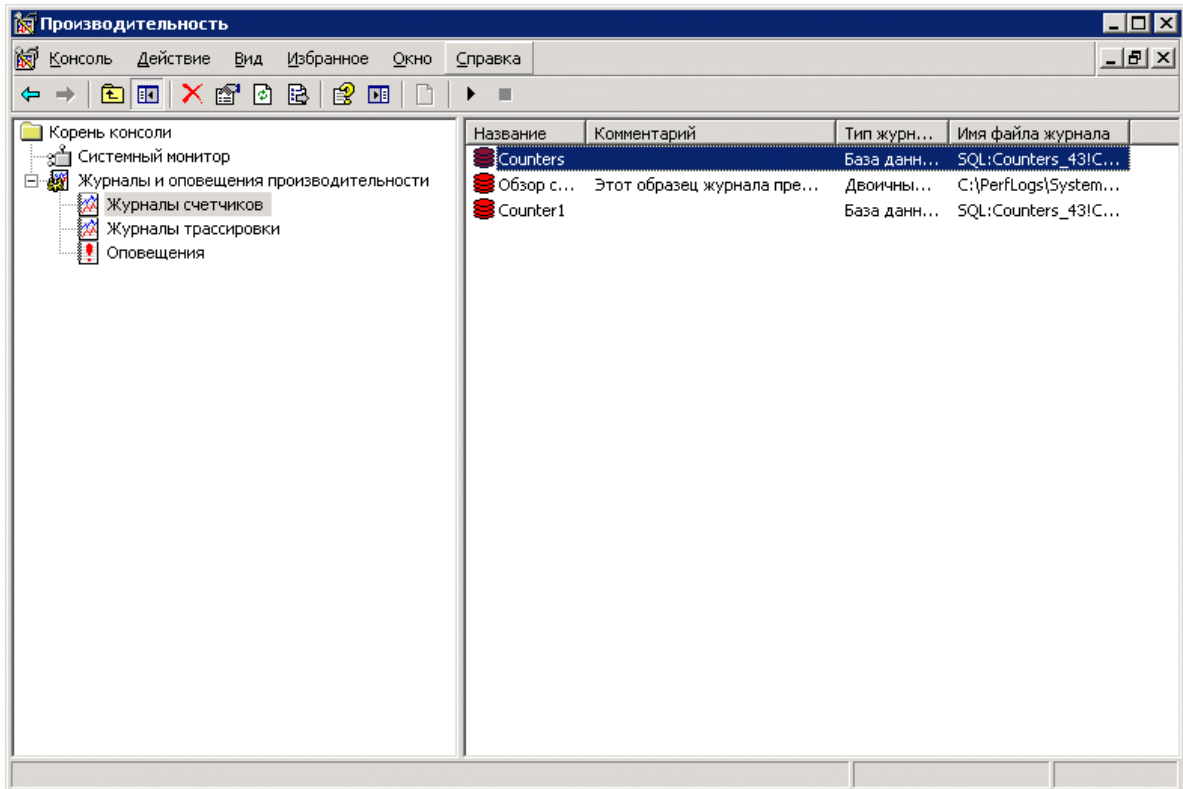 Производительность
Консоль Действие Вид Избранное Окно Справка
Корень консоли
Системный монитор
Журналы и оповещения производительности
Журналы счетчиков
Журналы трассировки
Оповещения
Название Комментарий Тип журн... Имя файла журнала
Counters База данн... SQL:Counters_43!C...
Обзор с... Этот образец журнала пре... Двоичны... C:\PerfLogs\System...
Counter1 База данн... SQL:Counters_43!C...